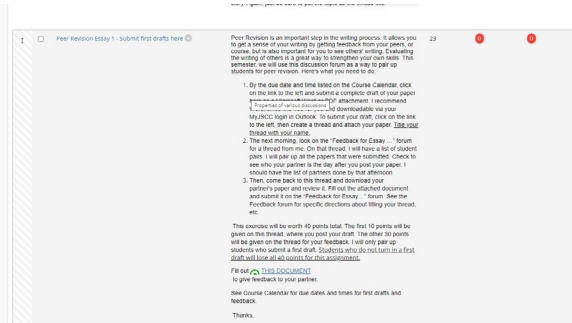 Peer Revision Essay 1 - Submit first drafts here
Peer Revision is an important step in the writing process. It allows you
to get a sense of your writing by getting feedback from your peers, or
course, but is also important for you to see others' writing. Evaluating
the writing of others is a great way to strengthen your own skills. This
semester, we will use this discussion forum as a way to pair up
students for peer revision. Here's what you need to do:
23
0
0
1. By the due date and time listed on the Course Calendar, click
on the link to the left and submit a complete draft of your paper
PDF attachment. I recommend
Properties of various discussions
and downloadable via your
MyJSCC login in Outlook. To submit your draft, click on the link
to the left, then create a thread and attach your paper. Title your
thread with your name.
2. The next morning, look on the "Feedback for Essay ..." forum
for a thread from me. On that thread, I will have a list of student
pairs. I will pair up all the papers that were submitted. Check to
see who your partner is the day after you post your paper. I
should have the list of partners done by that afternoon.
3. Then, come back to this thread and download your
partner's paper and review it. Fill out the attached document
and submit it on the "Feedback for Essay..." forum. See the
Feedback forum for specific directions about titling your thread,
etc.
This exercise will be worth 40 points total. The first 10 points will be
given on this thread, where you post your draft. The other 30 points
will be given on the thread for your feedback. I will only pair up
students who submit a first draft. Students who do not turn in a first
draft will lose all 40 points for this assignment.
Fill out THIS DOCUMENT
to give feedback to your partner.
See Course Calendar for due dates and times for first drafts and
feedback.
Thanks,